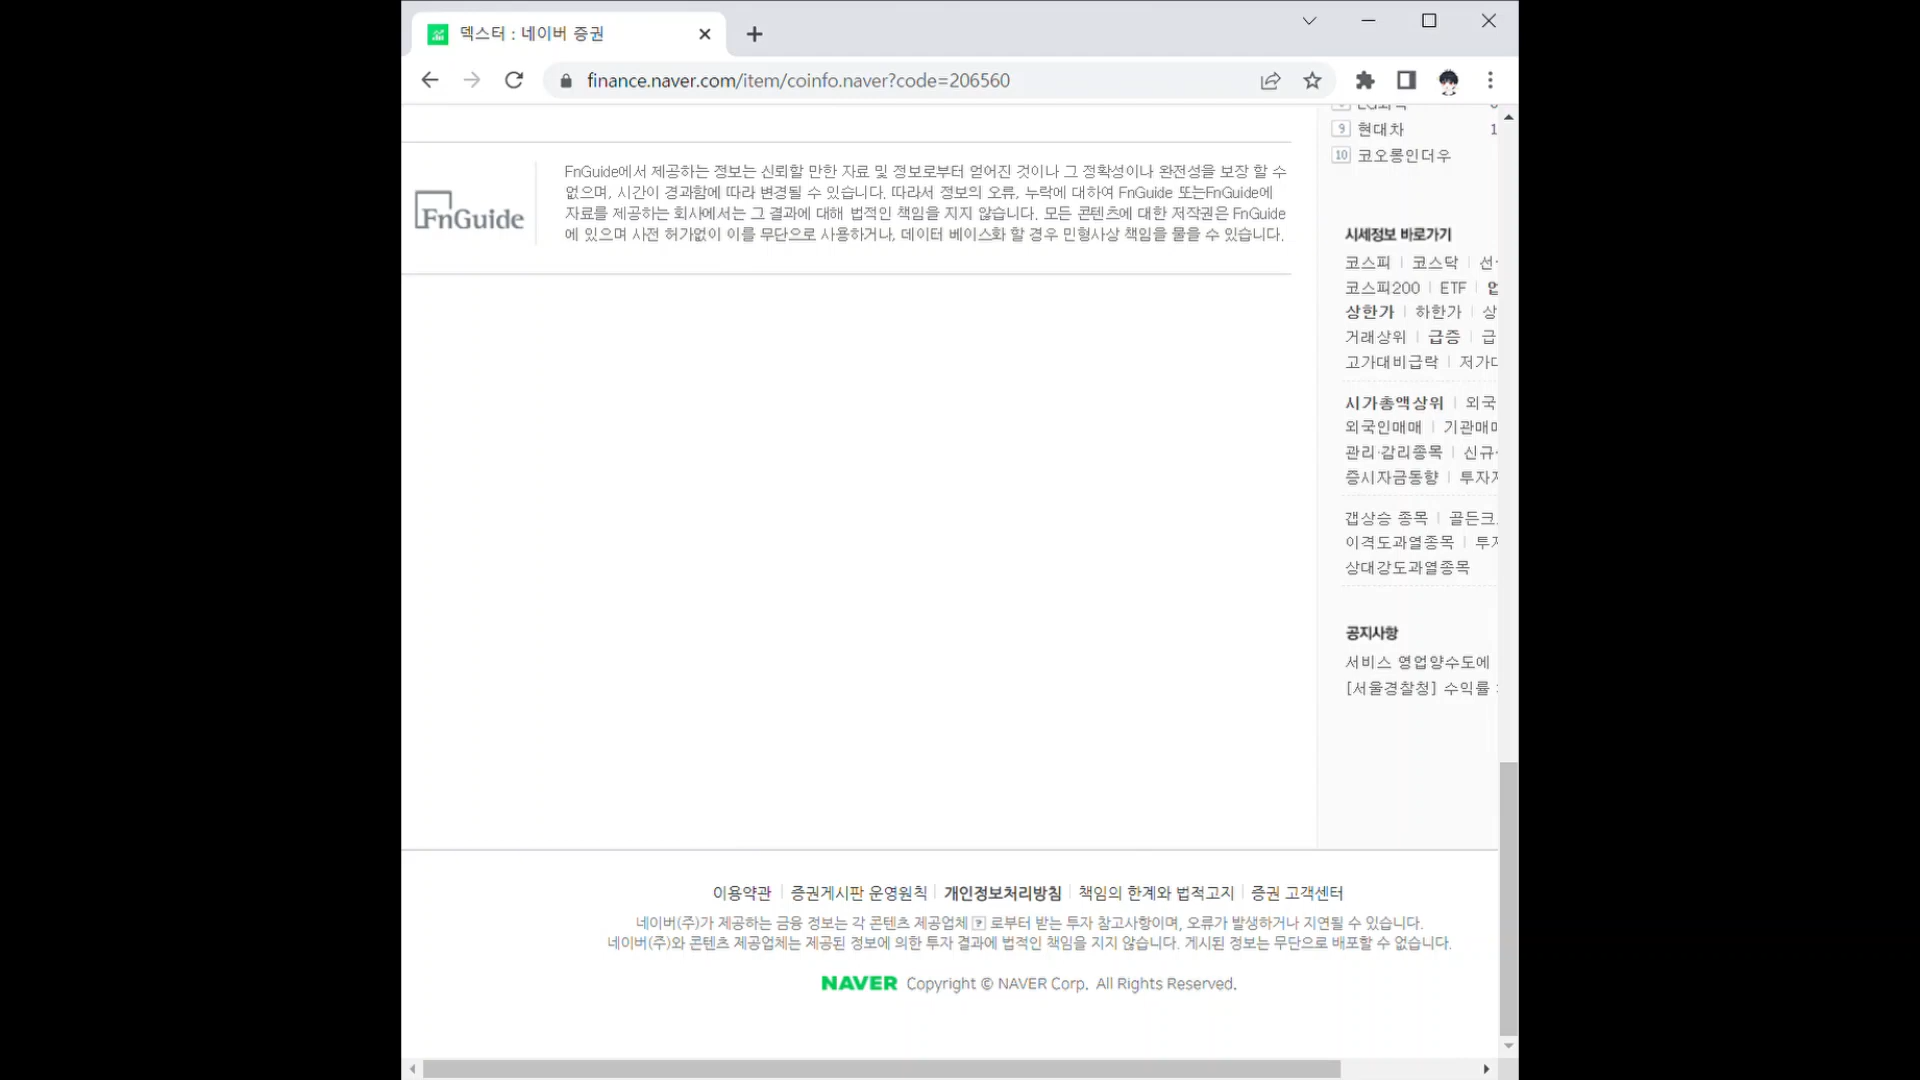 덱스터 : 네이버 증권
finance.naver.com/item/coinfo.naver?code=206560
9 현대차 1
10 코오롱인더우
FnGuide
FnGuide에서 제공하는 정보는 신뢰할 만한 자료 및 정보로부터 얻어진 것이나 그 정확성이나 완전성을 보장 할 수
없으며, 시간이 경과함에 따라 변경될 수 있습니다. 따라서 정보의 오류, 누락에 대하여 FnGuide 또는FnGuide에
자료를 제공하는 회사에서는 그 결과에 대해 법적인 책임을 지지 않습니다. 모든 콘텐츠에 대한 저작권은 FnGuide
에 있으며 사전 허가없이 이를 무단으로 사용하거나, 데이터 베이스화 할 경우 민형사상 책임을 물을 수 있습니다.
시세정보 바로가기
코스피 코스닥 선
코스피200 ETF
상한가 하한가 상
거래상위 급증 급
고가대비급락 저가
시가총액상위 외국
외국인매매 기관매
관리·감리종목 신규
증시자금동향 투자
갭상승 종목 골든크
이격도과열종목 투
상대강도과열종목
공지사항
서비스 영업양수도에
[서울경찰청] 수익률
이용약관 증권게시판 운영원칙 개인정보처리방침 책임의 한계와 법적고지 증권 고객센터
네이버(주)가 제공하는 금융 정보는 각 콘텐츠 제공업체 ? 로부터 받는 투자 참고사항이며, 오류가 발생하거나 지연될 수 있습니다.
네이버(주)와 콘텐츠 제공업체는 제공된 정보에 의한 투자 결과에 법적인 책임을 지지 않습니다. 게시된 정보는 무단으로 배포할 수 없습니다.
NAVER Copyright © NAVER Corp. All Rights Reserved.